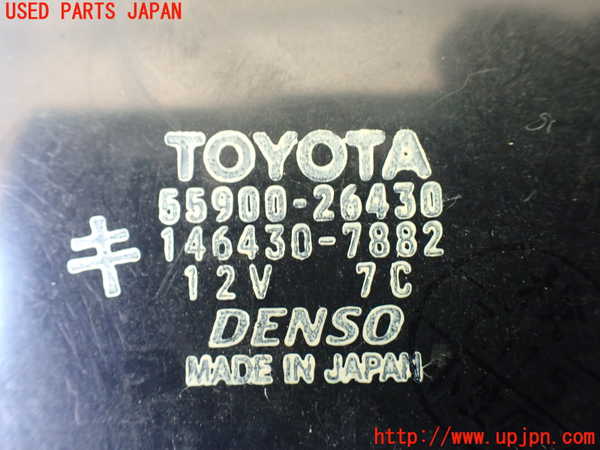 USED PARTS JAPAN
TOYOTA
55900-26430
キ 146430-7882
12V 7C
DENSO
MADE IN JAPAN
http://www.upjpn.com/